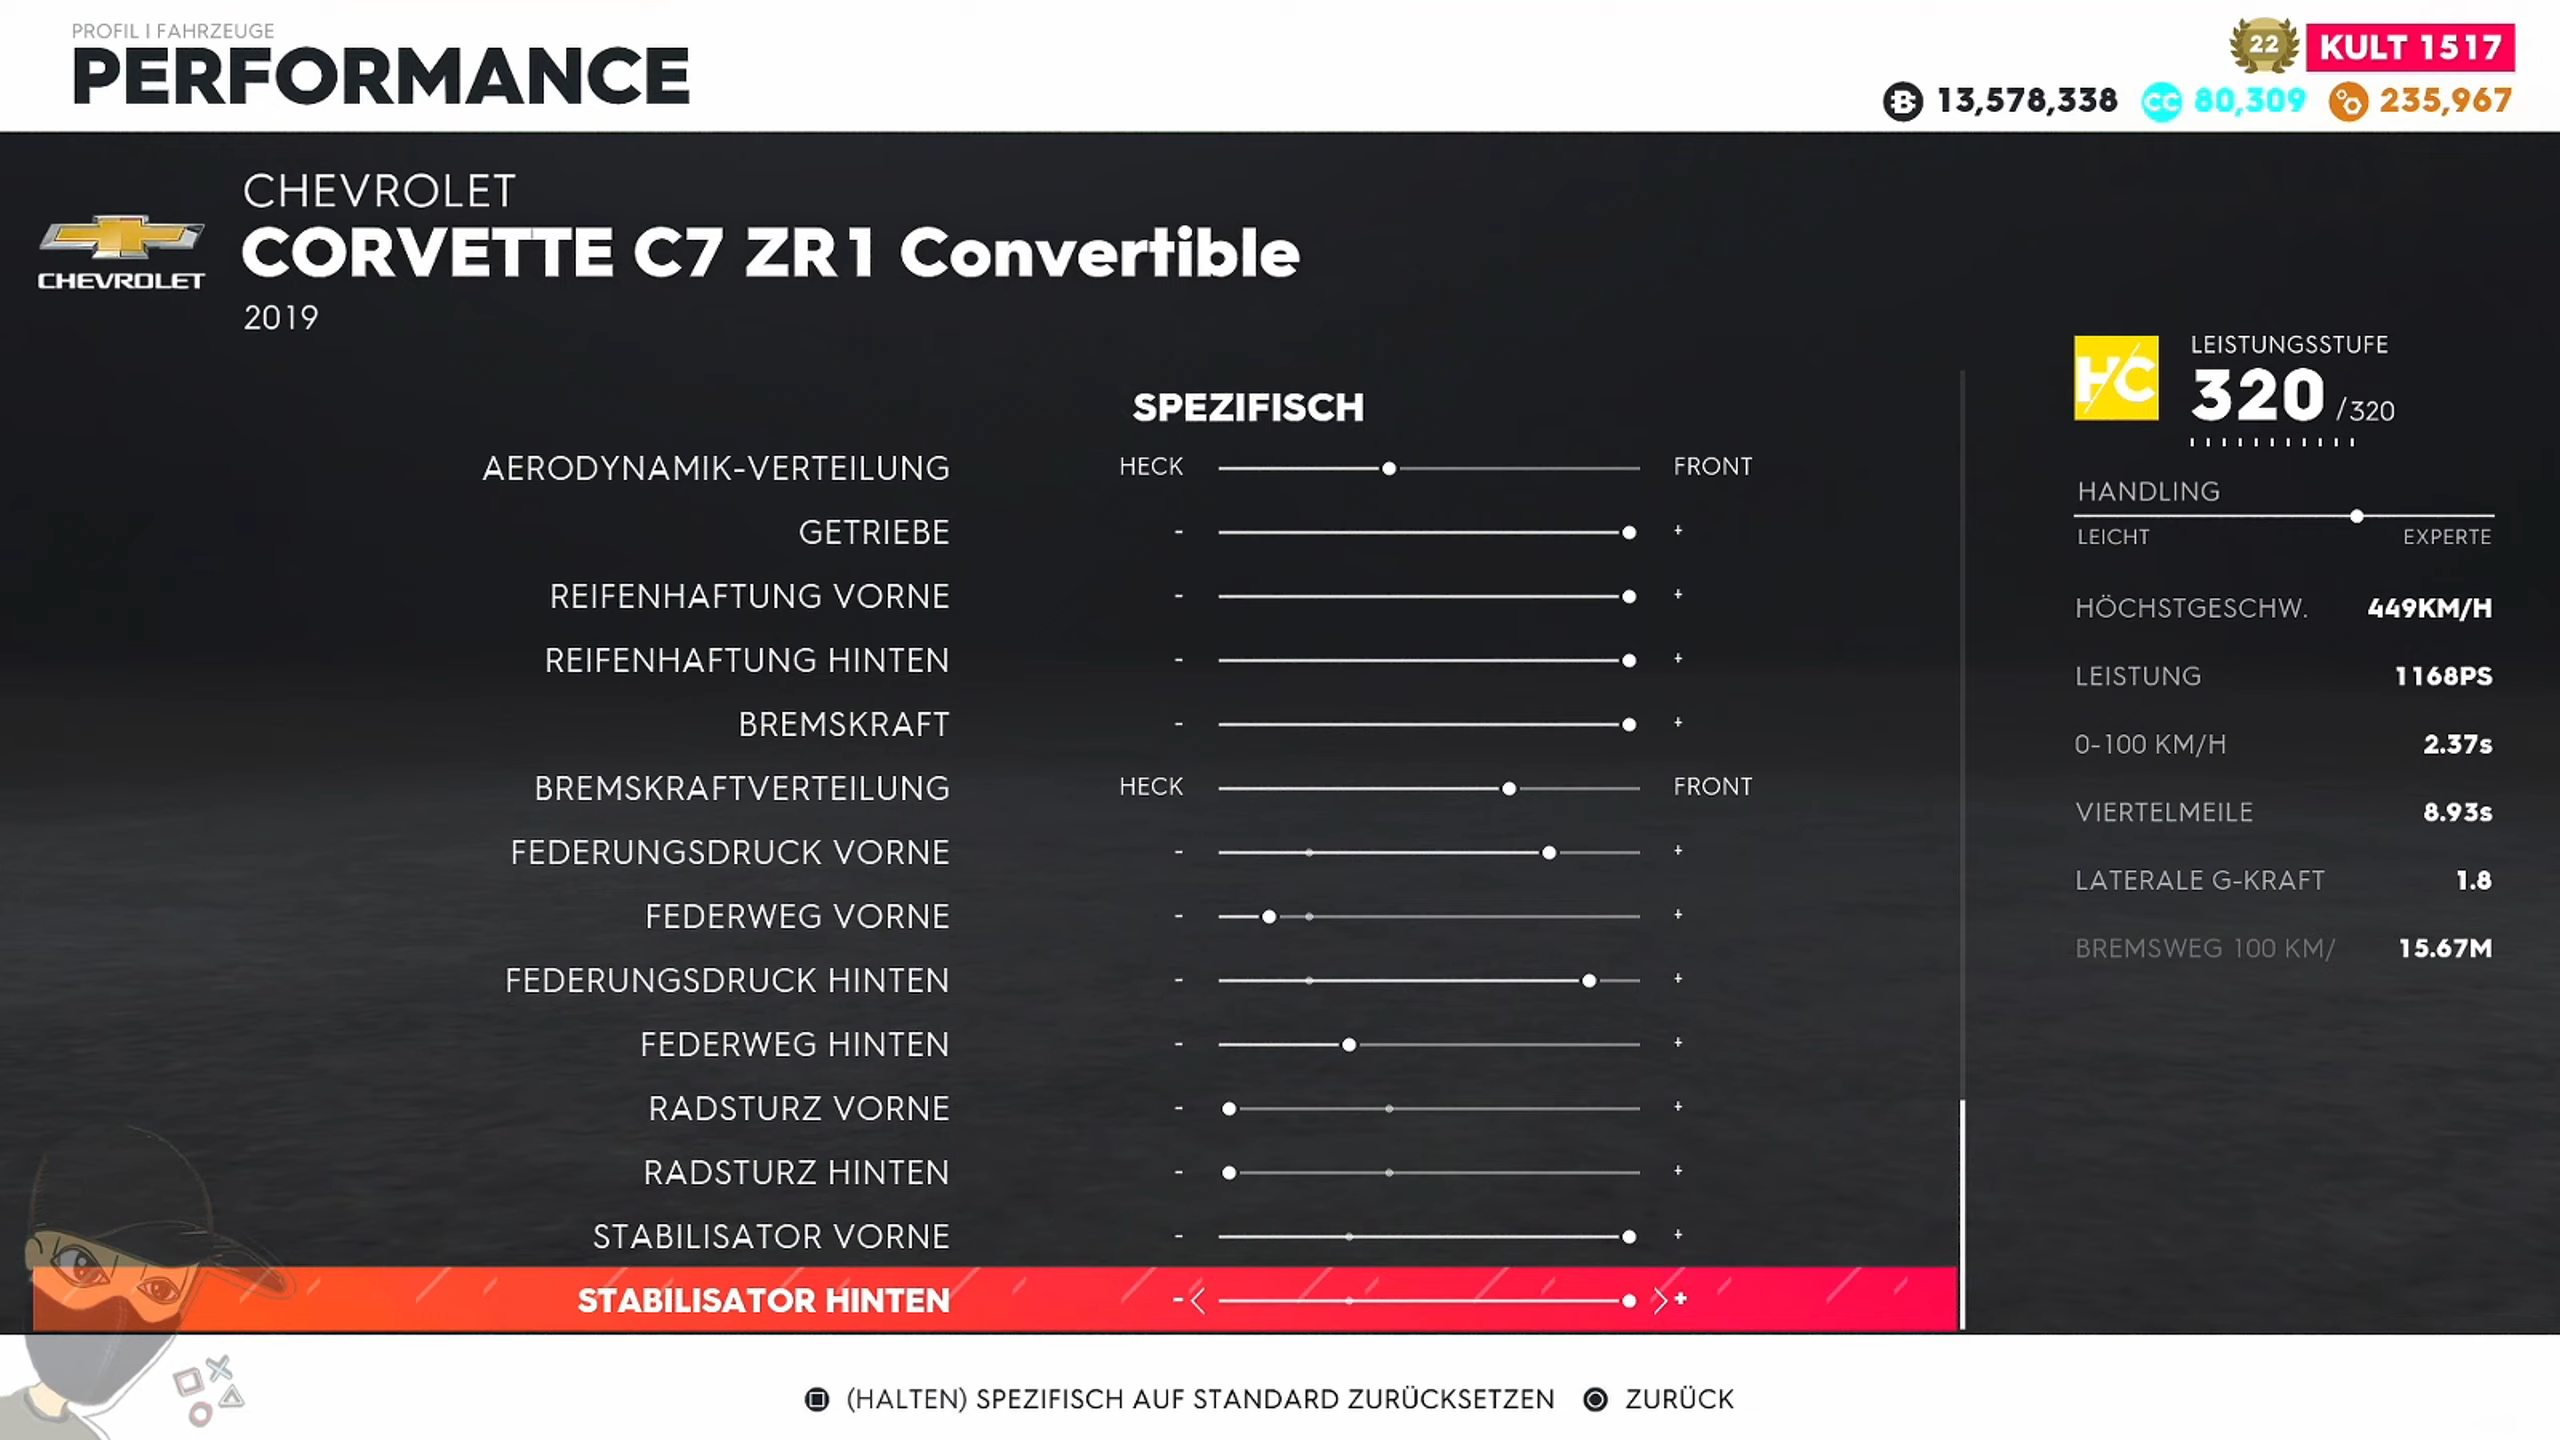 PROFIL I FAHRZEUGE
PERFORMANCE
22 KULT 1517
13,578,338 CC 80,309 235,967
CHEVROLET
CORVETTE C7 ZR1 Convertible
2019
CHEVROLET
SPEZIFISCH
AERODYNAMIK-VERTEILUNG HECK FRONT
GETRIEBE - +
REIFENHAFTUNG VORNE - +
REIFENHAFTUNG HINTEN - +
BREMSKRAFT - +
BREMSKRAFTVERTEILUNG HECK FRONT
FEDERUNGSDRUCK VORNE - +
FEDERWEG VORNE - +
FEDERUNGSDRUCK HINTEN - +
FEDERWEG HINTEN - +
RADSTURZ VORNE - +
RADSTURZ HINTEN - +
STABILISATOR VORNE - +
STABILISATOR HINTEN - +
H/C LEISTUNGSSTUFE
320 /320
HANDLING
LEICHT EXPERTE
HÖCHSTGESCHW. 449KM/H
LEISTUNG 1168PS
0-100 KM/H 2.37s
VIERTELMEILE 8.93s
LATERALE G-KRAFT 1.8
BREMSWEG 100 KM/ 15.67M
(HALTEN) SPEZIFISCH AUF STANDARD ZURÜCKSETZEN ZURÜCK